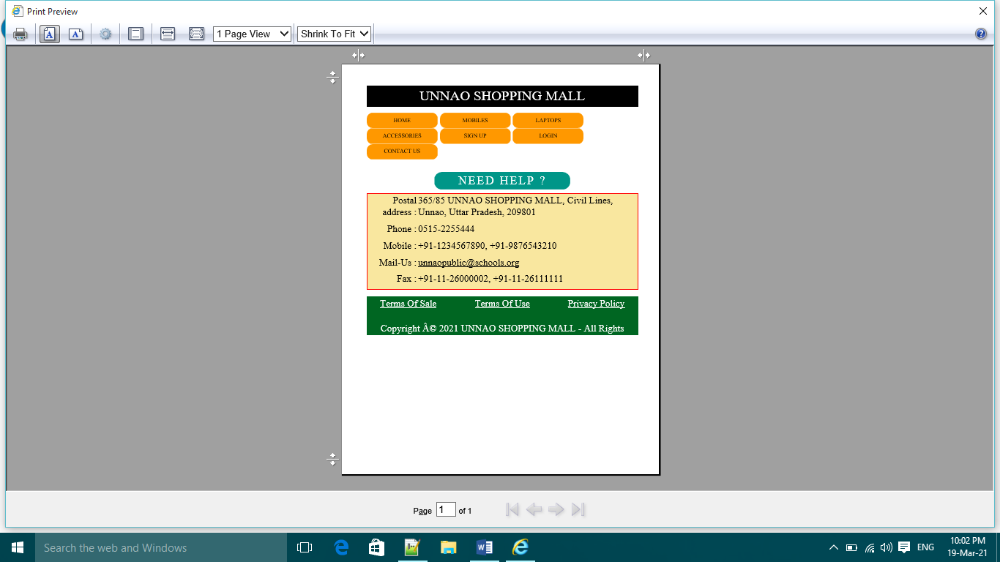 Print Preview
1 Page View
Shrink To Fit
UNNAO SHOPPING MALL
HOME MOBILES LAPTOPS
ACCESSORIES SIGN UP LOGIN
CONTACT US
NEED HELP ?
Postal 365/85 UNNAO SHOPPING MALL, Civil Lines,
address : Unnao, Uttar Pradesh, 209801
Phone : 0515-2255444
Mobile : +91-1234567890, +91-9876543210
Mail-Us : unnaopublic@schools.org
Fax : +91-11-26000002, +91-11-26111111
Terms Of Sale Terms Of Use Privacy Policy
Copyright Â© 2021 UNNAO SHOPPING MALL - All Rights
Page 1 of 1
Search the web and Windows
ENG
10:02 PM
19-Mar-21